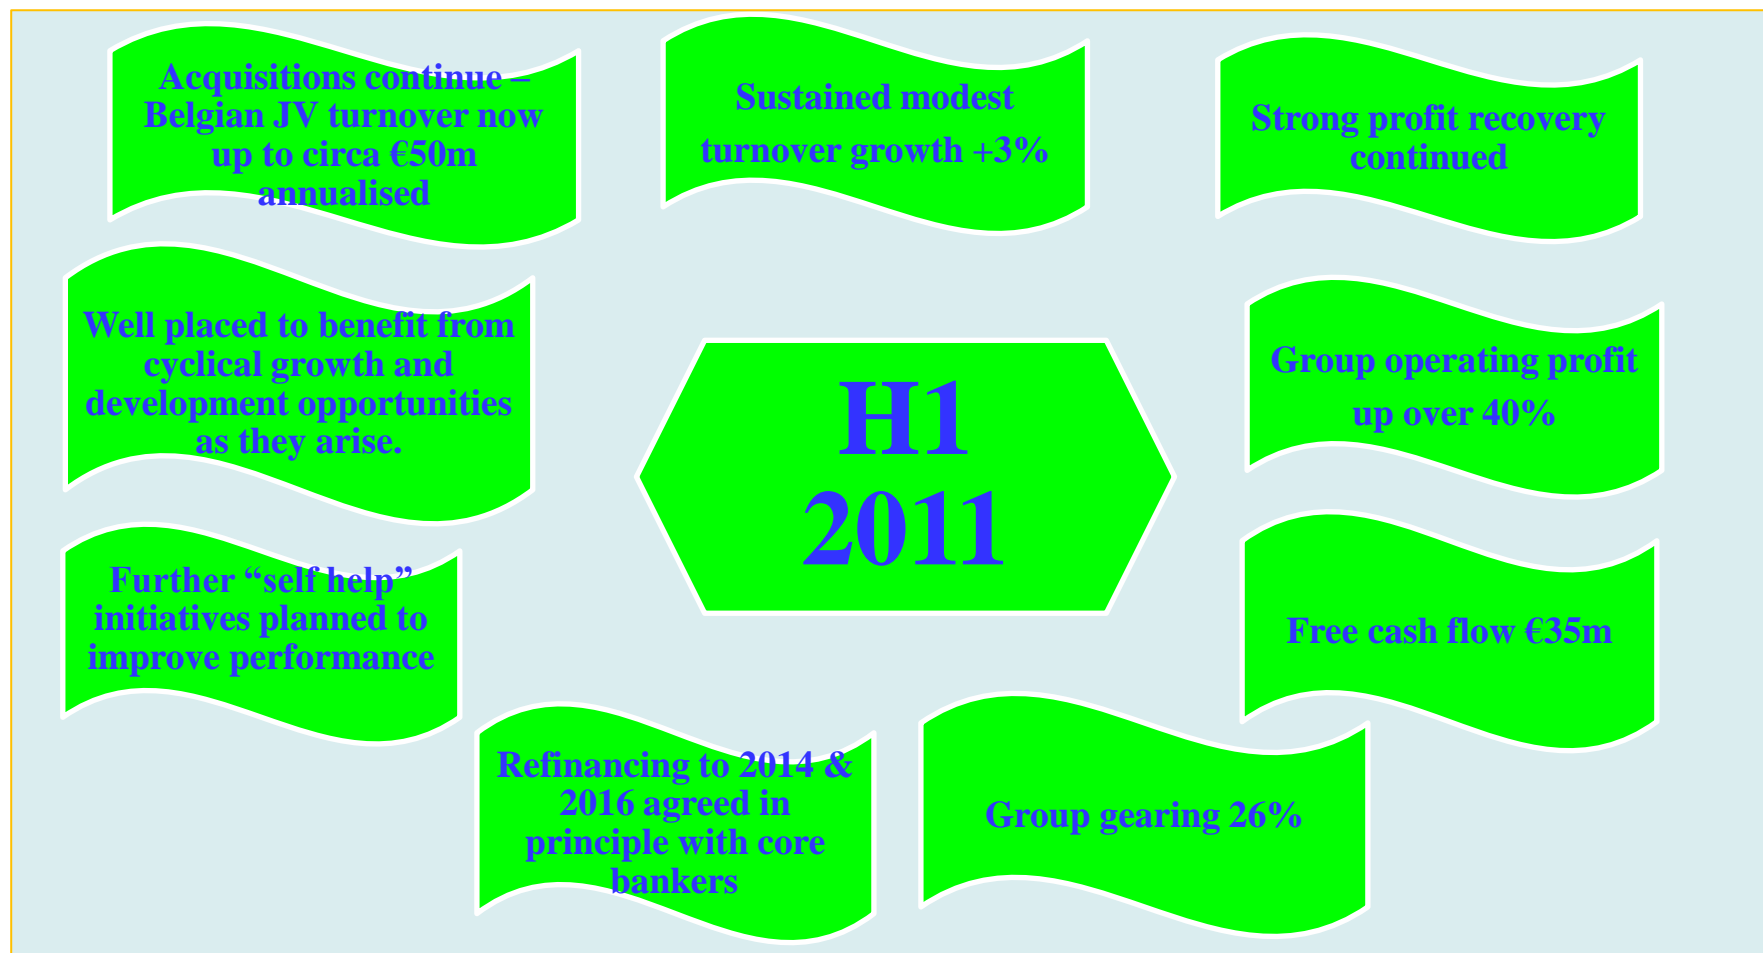 Acquisitions continue –
Belgian JV turnover now
up to circa €50m
annualised
Sustained modest
turnover growth +3%
Strong profit recovery
continued
Well placed to benefit from
cyclical growth and
development opportunities
as they arise.
H1
2011
Group operating profit
up over 40%
Further “self help”
initiatives planned to
improve performance
Free cash flow €35m
Refinancing to 2014 &
2016 agreed in
principle with core
bankers
Group gearing 26%